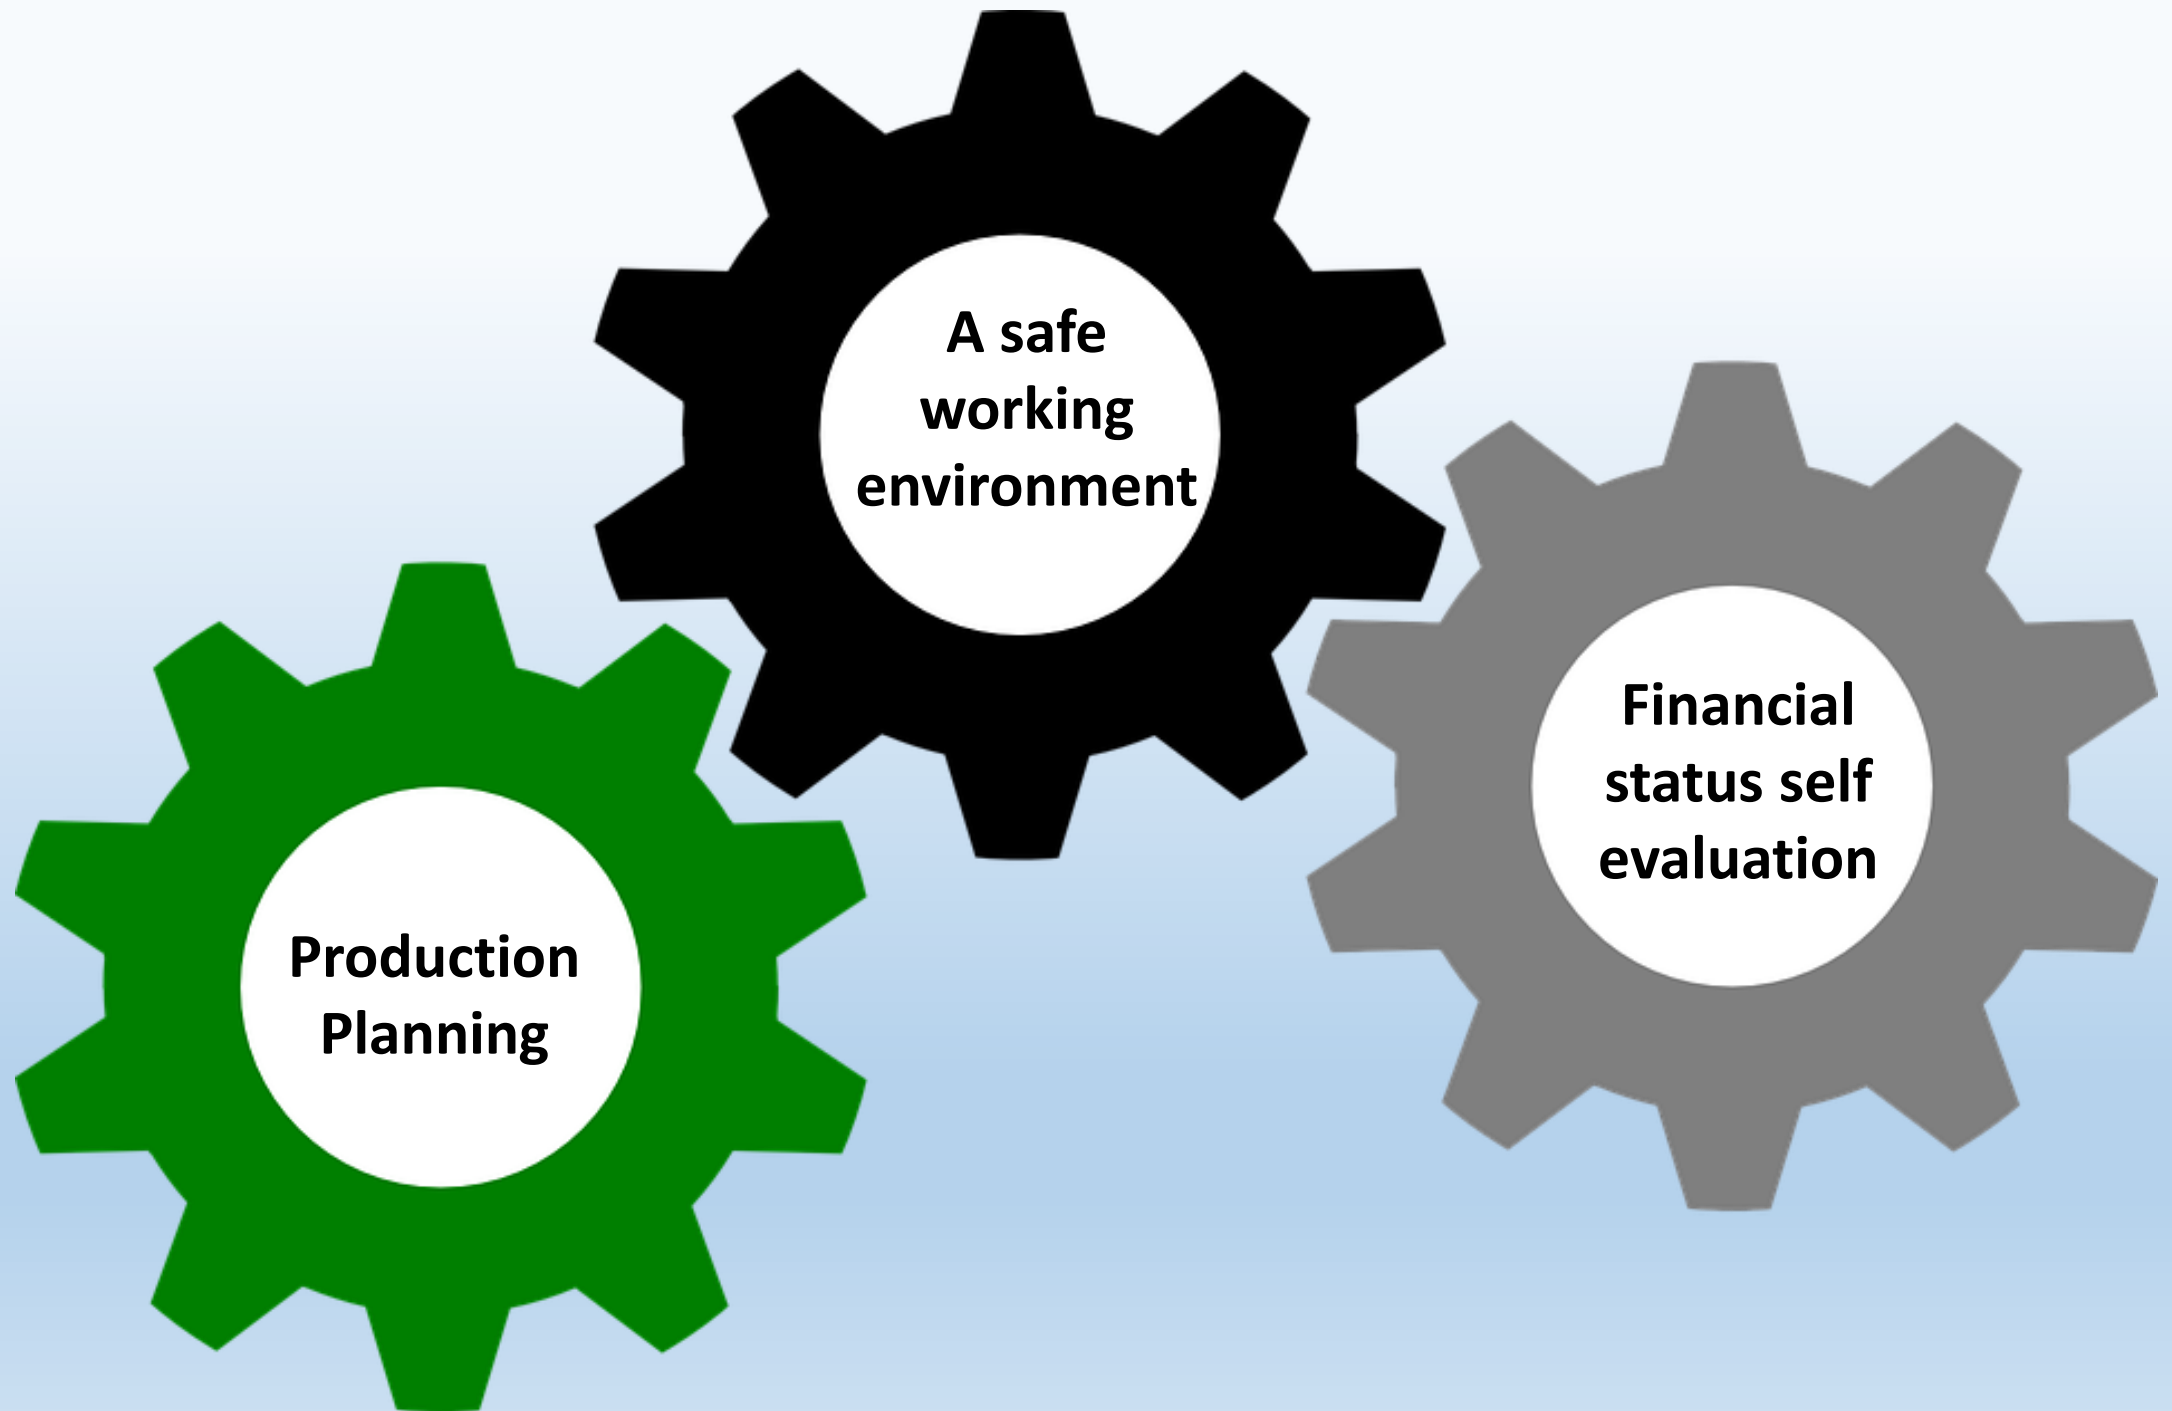 A safe
working
environment
Financial
status self
evaluation
Production
Planning